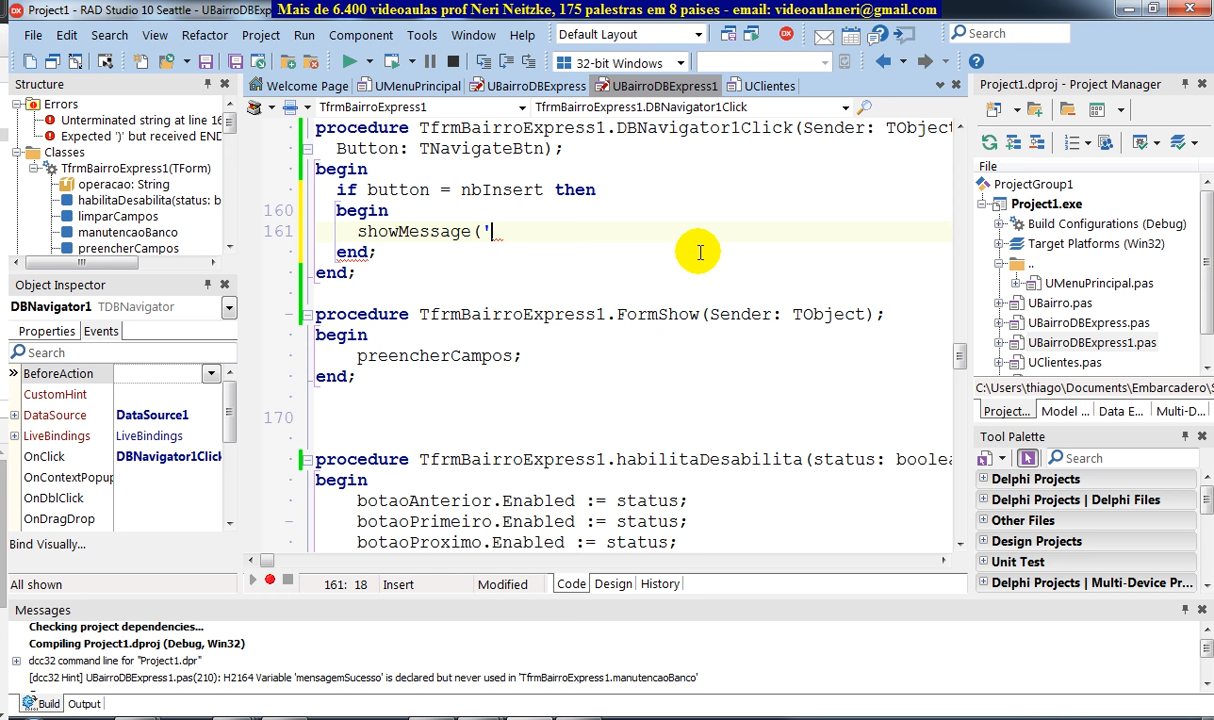 Project1 - RAD Studio 10 Seattle - UBairroDBExp
Mais de 6.400 videoaulas prof Neri Neitzke, 175 palestras em 8 paises - email: videoaulaneri@gmail.com
File Edit Search View Refactor Project Run Component Tools Window Help
Default Layout
Search
32-bit Windows
Structure
Welcome Page UMenuPrincipal UBairroDBExpress UBairroDBExpress1 UClientes
Project1.dproj - Project Manager
TfrmBairroExpress1 TfrmBairroExpress1.DBNavigator1Click
Errors
Unterminated string at line 16
Expected ')' but received END
Classes
TfrmBairroExpress1(TForm)
operacao: String
habilitaDesabilita(status: b
limparCampos
manutencaoBanco
preencherCampos
Object Inspector
DBNavigator1 TDBNavigator
Properties Events
Search
BeforeAction
CustomHint
DataSource DataSource1
LiveBindings LiveBindings
OnClick DBNavigator1Click
OnContextPopup
OnDblClick
OnDragDrop
Bind Visually...
All shown
procedure TfrmBairroExpress1.DBNavigator1Click(Sender: TObject
Button: TNavigateBtn);
begin
if button = nbInsert then
160 begin
161 showMessage('
end;
end;
procedure TfrmBairroExpress1.FormShow(Sender: TObject);
begin
preencherCampos;
end;
170
procedure TfrmBairroExpress1.habilitaDesabilita(status: boolea
begin
botaoAnterior.Enabled := status;
botaoPrimeiro.Enabled := status;
botaoProximo.Enabled := status;
161: 18 Insert Modified Code Design History
File
ProjectGroup1
Project1.exe
Build Configurations (Debug)
Target Platforms (Win32)
..
UMenuPrincipal.pas
UBairro.pas
UBairroDBExpress.pas
UBairroDBExpress1.pas
UClientes.pas
C:\Users\thiago\Documents\Embarcadero\S
Project... Model ... Data E... Multi-D...
Tool Palette
Search
Delphi Projects
Delphi Projects | Delphi Files
Other Files
Design Projects
Unit Test
Delphi Projects | Multi-Device Pr...
Messages
Checking project dependencies...
Compiling Project1.dproj (Debug, Win32)
dcc32 command line for "Project1.dpr"
[dcc32 Hint] UBairroDBExpress1.pas(210): H2164 Variable 'mensagemSucesso' is declared but never used in 'TfrmBairroExpress1.manutencaoBanco'
Build Output